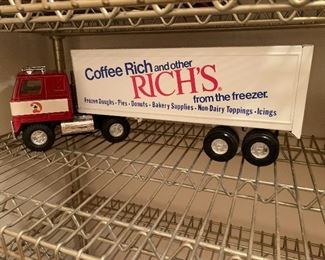 Coffee Rich and other
RICH'S®
from the freezer.
Frozen Doughs • Pies • Donuts • Bakery Supplies • Non-Dairy Toppings • Icings